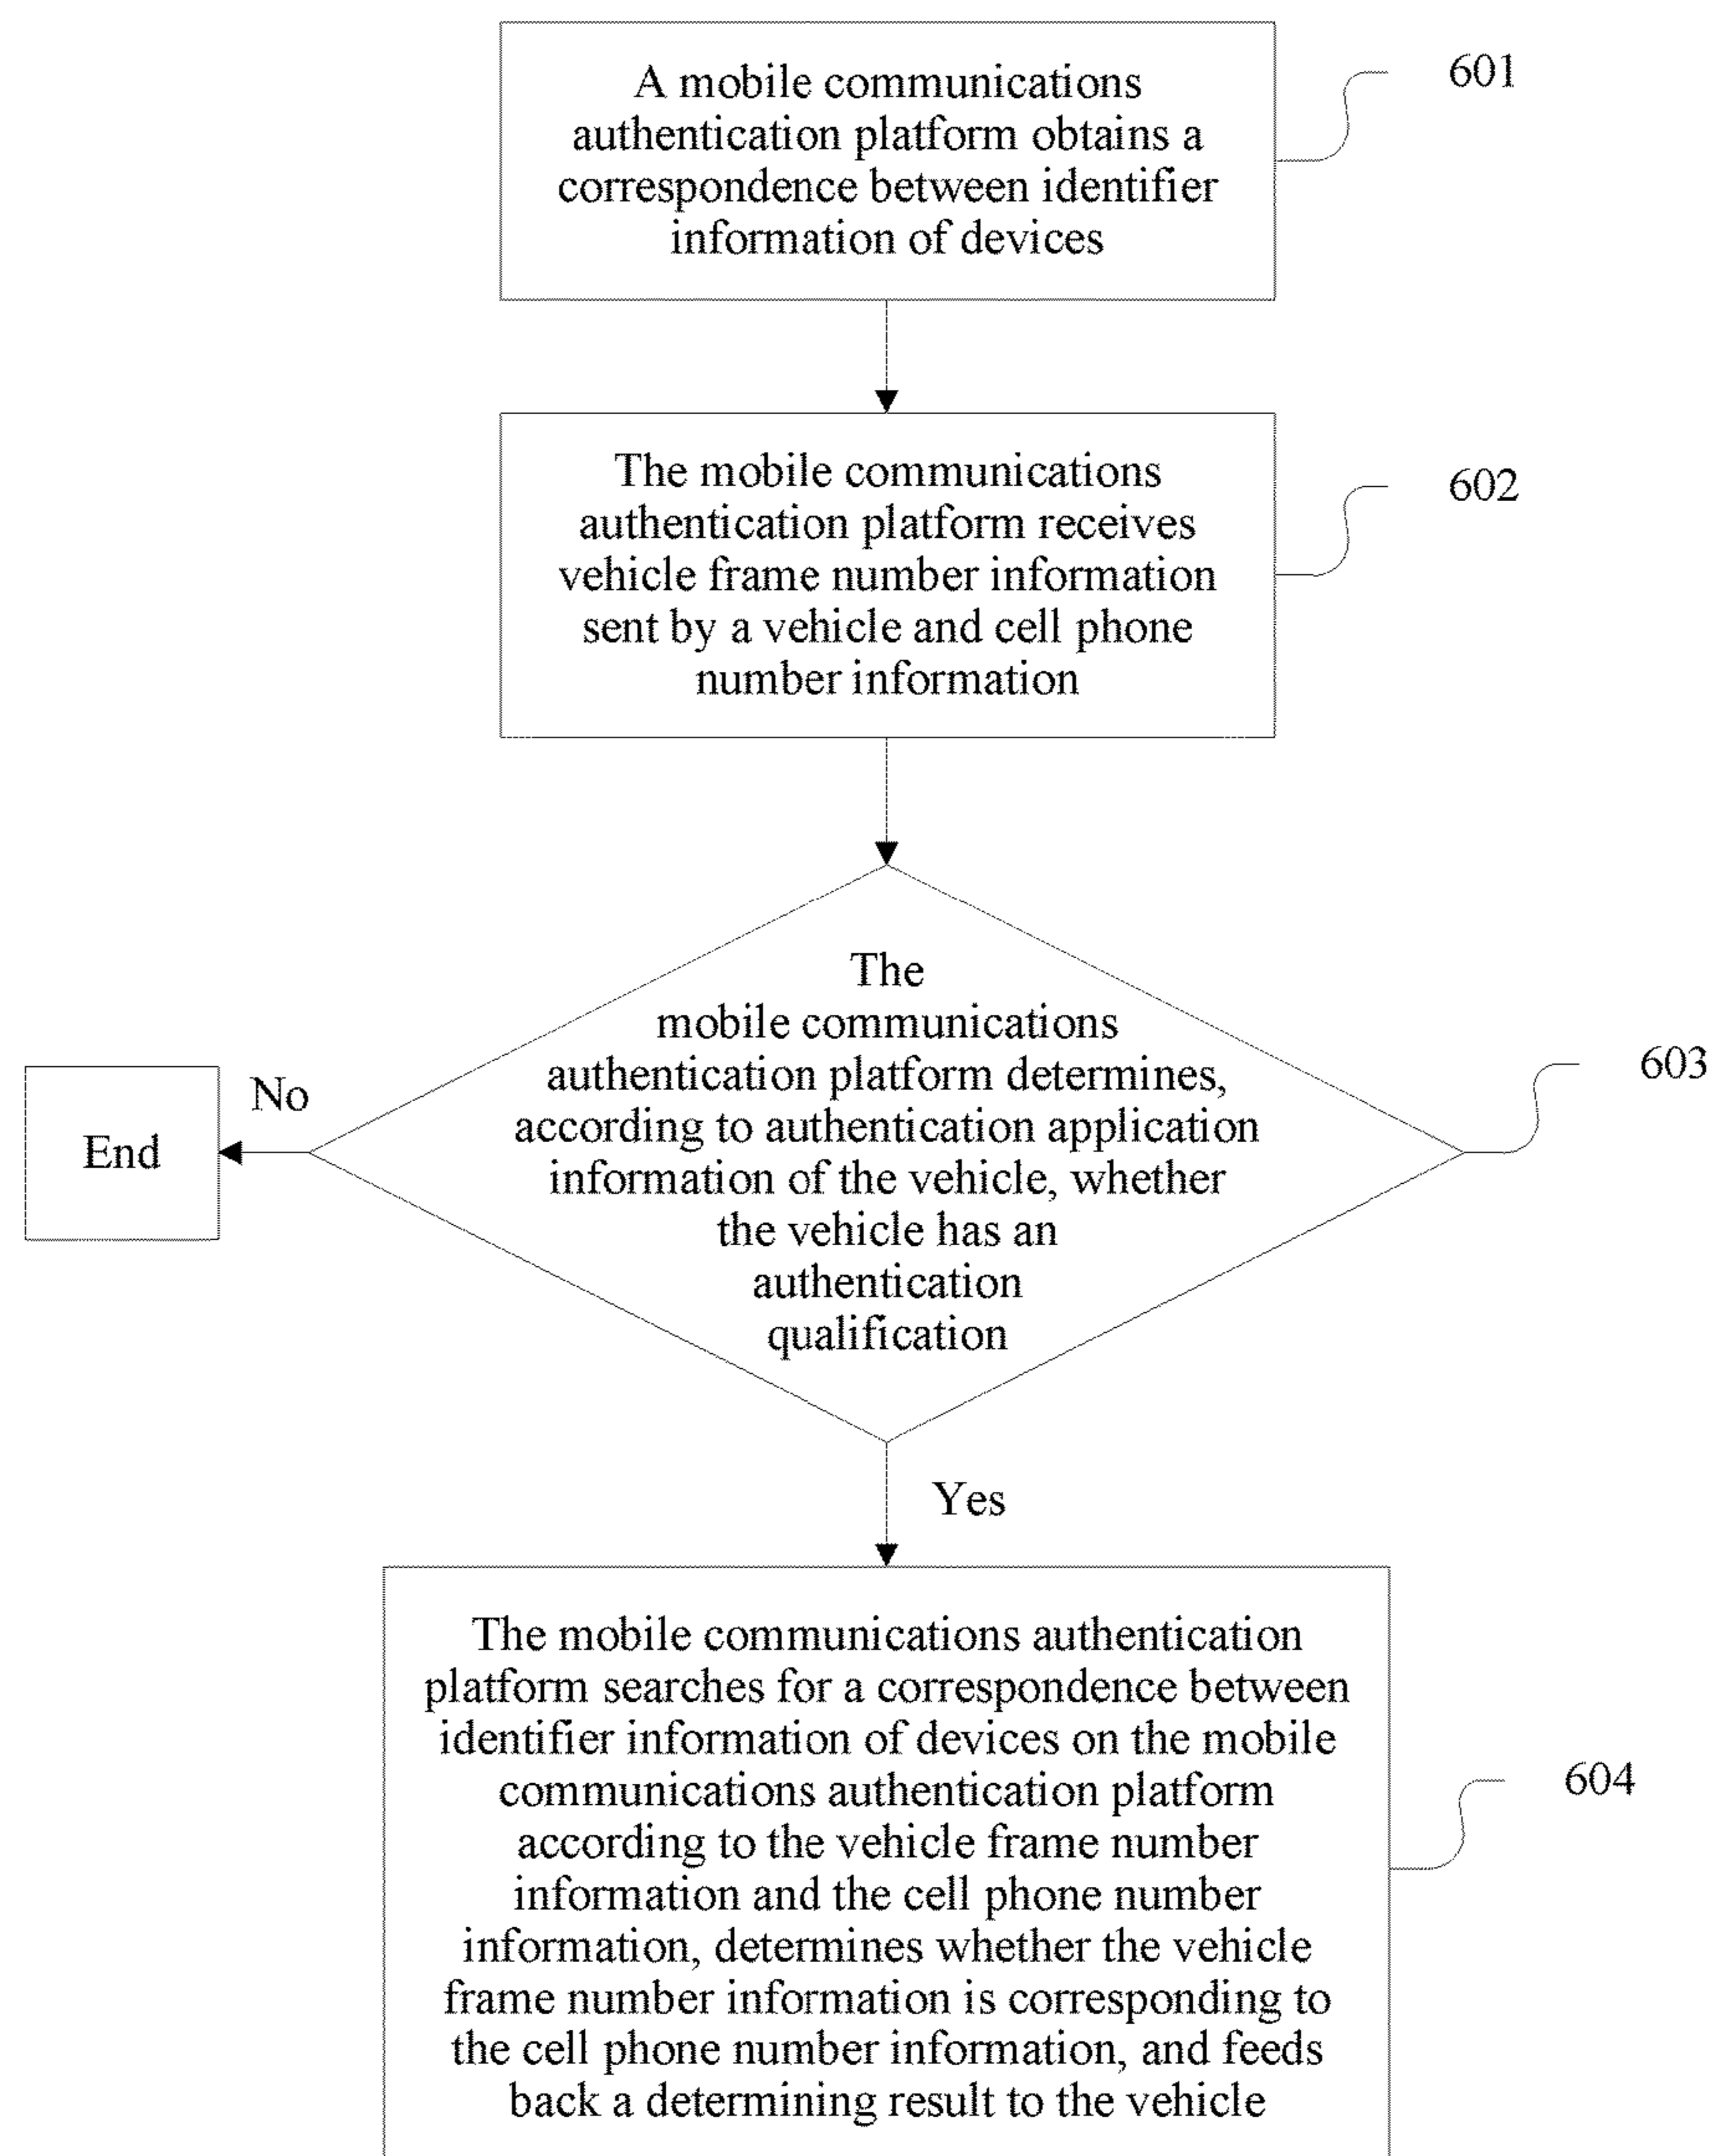 A mobile communications
authentication platform obtains a
correspondence between identifier
information of devices
601
The mobile communications
authentication platform receives
vehicle frame number information
sent by a vehicle and cell phone
number information
602
The
mobile communications
authentication platform determines,
according to authentication application
information of the vehicle, whether
the vehicle has an
authentication
qualification
603
No
End
Yes
The mobile communications authentication
platform searches for a correspondence between
identifier information of devices on the mobile
communications authentication platform
according to the vehicle frame number
information and the cell phone number
information, determines whether the vehicle
frame number information is corresponding to
the cell phone number information, and feeds
back a determining result to the vehicle
604